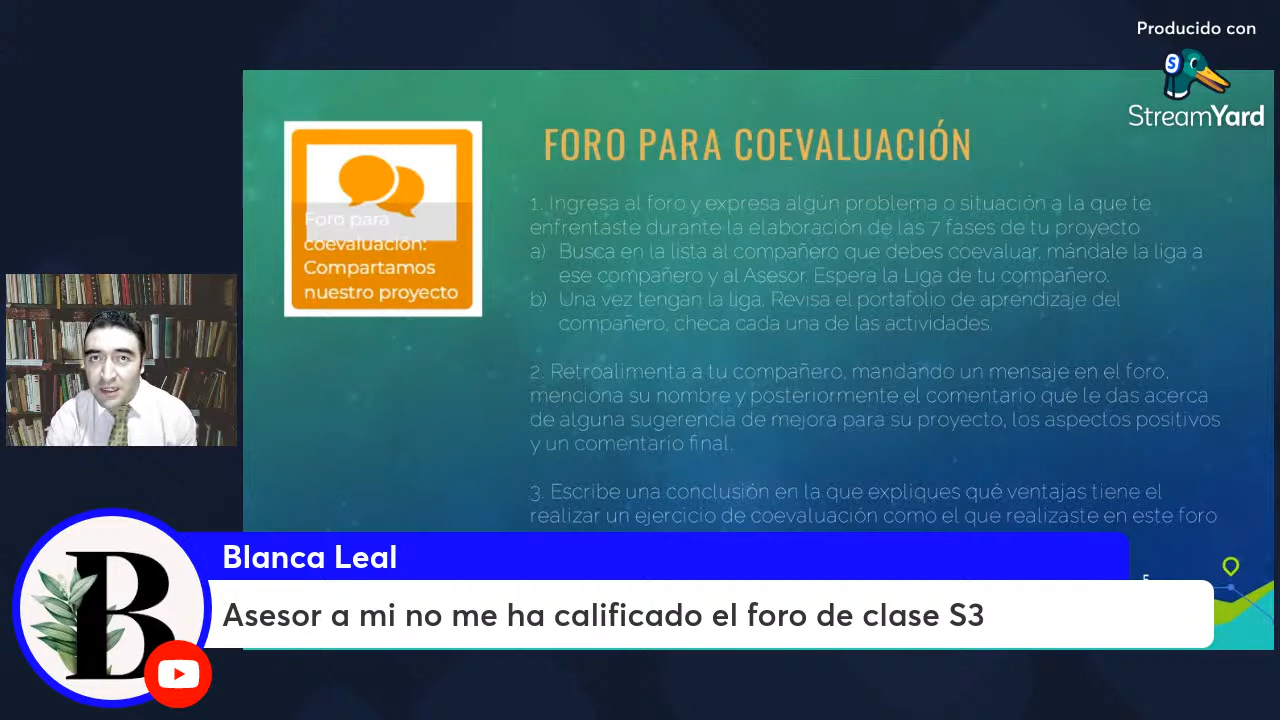 Producido con
StreamYard
FORO PARA COEVALUACIÓN
Foro para
coevaluación:
Compartamos
nuestro proyecto
1. Ingresa al foro y expresa algún problema o situación a la que te
enfrentaste durante la elaboración de las 7 fases de tu proyecto
a) Busca en la lista al compañero que debes coevaluar, mándale la liga a
ese compañero y al Asesor. Espera la Liga de tu compañero.
b) Una vez tengan la liga. Revisa el portafolio de aprendizaje del
compañero, checa cada una de las actividades.
2. Retroalimenta a tu compañero, mandando un mensaje en el foro,
menciona su nombre y posteriormente el comentario que le das acerca
de alguna sugerencia de mejora para su proyecto, los aspectos positivos
y un comentario final.
3. Escribe una conclusión en la que expliques qué ventajas tiene el
realizar un ejercicio de coevaluación como el que realizaste en este foro
Blanca Leal
Asesor a mi no me ha calificado el foro de clase S3
B